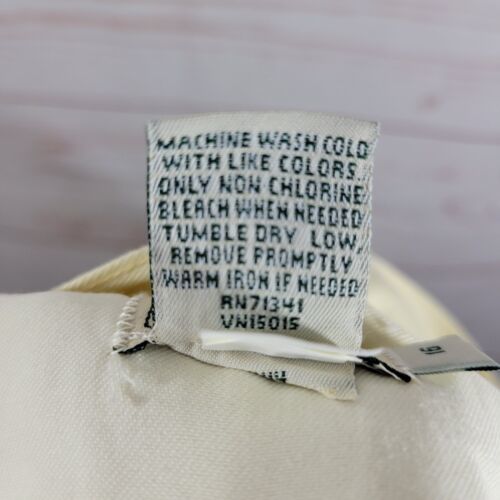 MACHINE WASH COLD
WITH LIKE COLORS.
ONLY NON CHLORINE
BLEACH WHEN NEEDED
TUMBLE DRY LOW,
REMOVE PROMPTLY
WARM IRON IF NEEDED
RN71341
VN15015